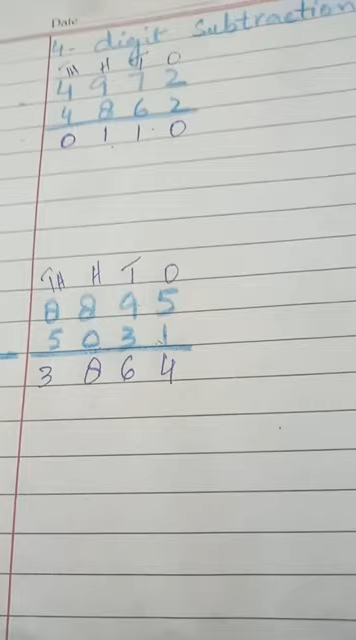 Date
4- digit Subtraction
TH H T O
4 9 7 2
4 8 6 2
0 1 1 0
TH H T O
8 8 9 5
- 5 0 3 1
3 8 6 4